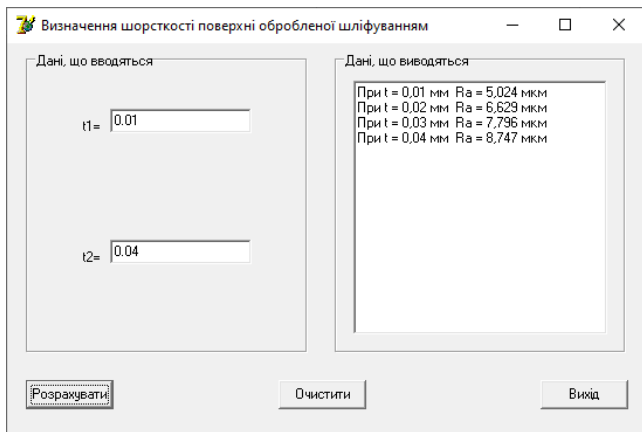 Визначення шорсткості поверхні обробленої шліфуванням
Дані, що вводяться
t1= 0.01
t2= 0.04
Дані, що виводяться
При t = 0,01 мм Ra = 5,024 мкм
При t = 0,02 мм Ra = 6,629 мкм
При t = 0,03 мм Ra = 7,796 мкм
При t = 0,04 мм Ra = 8,747 мкм
Розрахувати
Очистити
Вихід